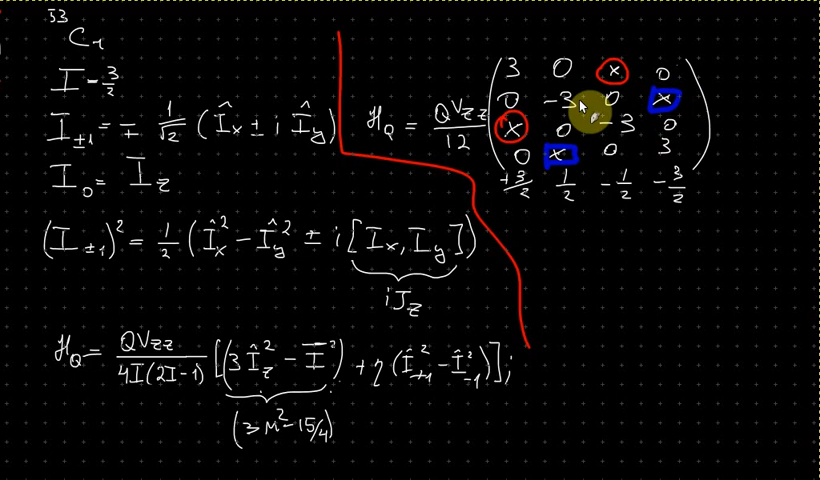 53
Cr
I - 3/2
I±1 = ∓ 1/√2 (Îx ± i Îy)
I0 = Iz
(I±1)² = 1/2 (Îx² - Îy² ± i[Ix, Iy])
iJz
ℋQ = QVzz / 4I(2I-1) [(3Îz² - I²) + η (Î+1² - Î-1²)];
(3M² - 15/4)
ℋQ = QVzz / 12
3 0 x 0
0 -3 0 x
x 0 -3 0
0 x 0 3
+3/2 1/2 -1/2 -3/2